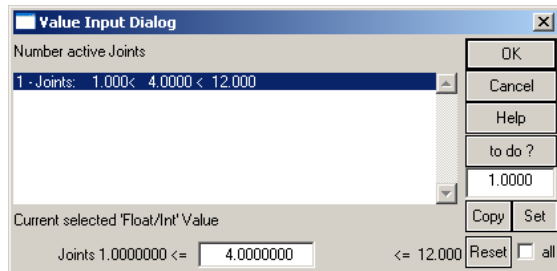 Value Input Dialog
Number active Joints
OK
1 - Joints: 1.000< 4.0000 < 12.000
Cancel
Help
to do ?
1.0000
Copy Set
Current selected 'Float/Int' Value
Joints 1.0000000 <= 4.0000000 <= 12.000 Reset all